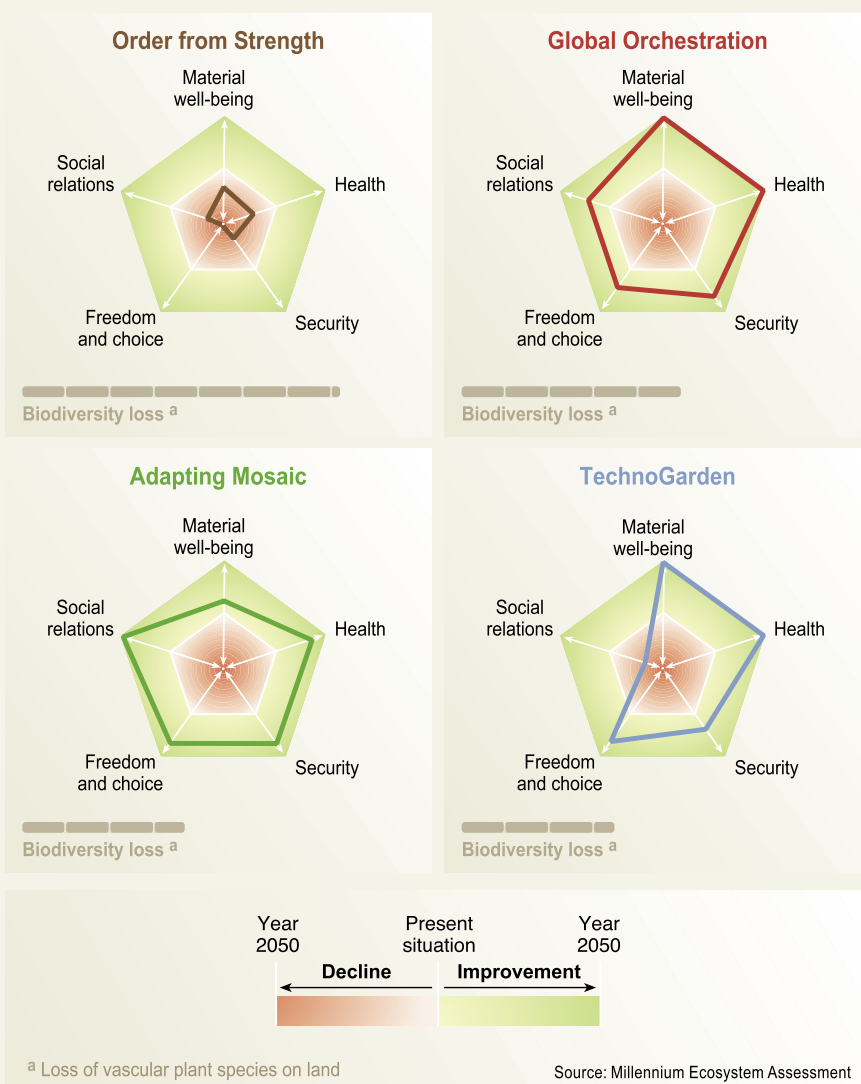 Order from Strength
Material
well-being
Social
relations
Health
Freedom
and choice
Security
Biodiversity loss a
Global Orchestration
Material
well-being
Social
relations
Health
Freedom
and choice
Security
Biodiversity loss a
Adapting Mosaic
Material
well-being
Social
relations
Health
Freedom
and choice
Security
Biodiversity loss a
TechnoGarden
Material
well-being
Social
relations
Health
Freedom
and choice
Security
Biodiversity loss a
Year
2050
Present
situation
Year
2050
Decline
Improvement
a Loss of vascular plant species on land
Source: Millennium Ecosystem Assessment